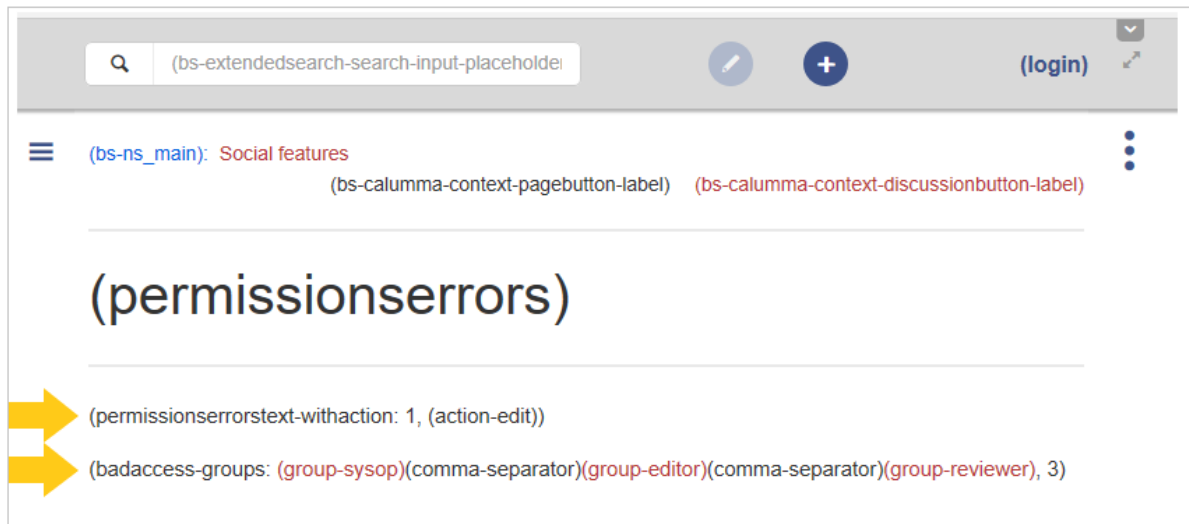 (bs-extendedsearch-search-input-placeholder
(login)
(bs-ns_main): Social features
(bs-calumma-context-pagebutton-label) (bs-calumma-context-discussionbutton-label)
(permissionserrors)
(permissionserrorstext-withaction: 1, (action-edit))
(badaccess-groups: (group-sysop)(comma-separator)(group-editor)(comma-separator)(group-reviewer), 3)